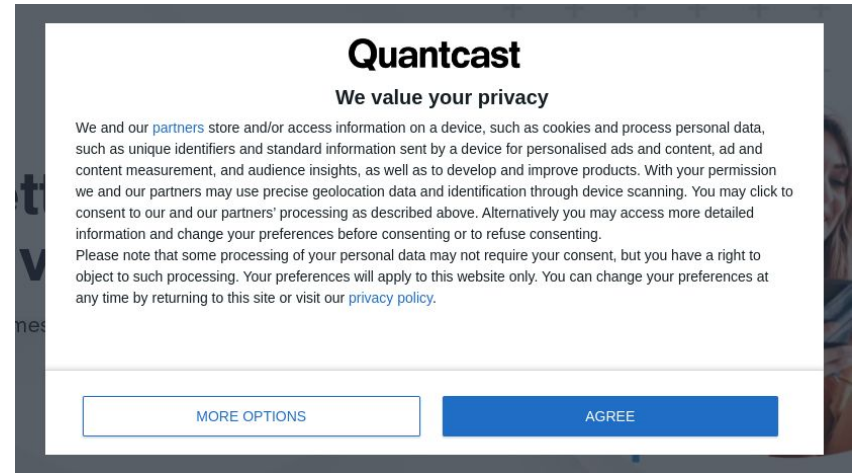 Quantcast
We value your privacy
We and our partners store and/or access information on a device, such as cookies and process personal data,
such as unique identifiers and standard information sent by a device for personalised ads and content, ad and
content measurement, and audience insights, as well as to develop and improve products. With your permission
we and our partners may use precise geolocation data and identification through device scanning. You may click to
consent to our and our partners’ processing as described above. Alternatively you may access more detailed
information and change your preferences before consenting or to refuse consenting.
Please note that some processing of your personal data may not require your consent, but you have a right to
object to such processing. Your preferences will apply to this website only. You can change your preferences at
any time by returning to this site or visit our privacy policy.
MORE OPTIONS
AGREE